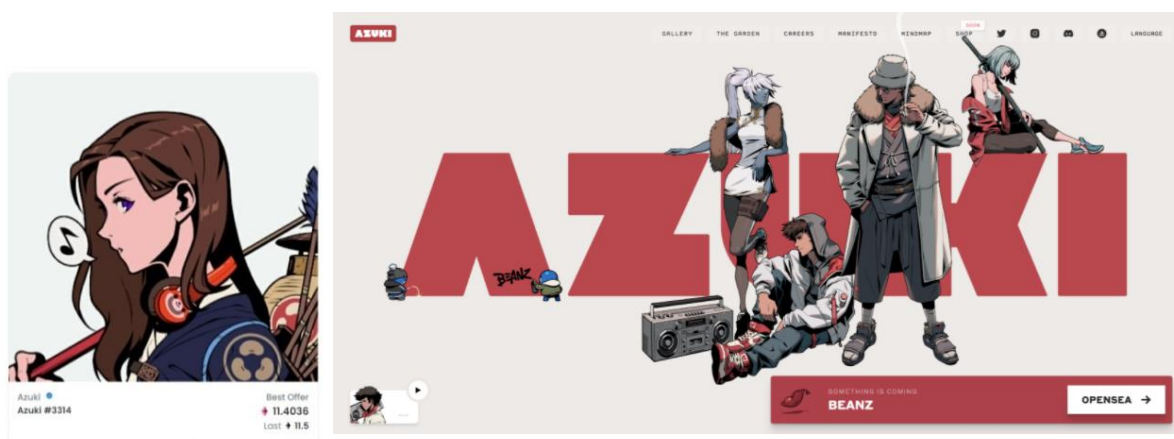 Azuki
Azuki #3314
Best Offer
11.4036
Last 11.5
AZUKI
GALLERY
THE GARDEN
CAREERS
MANIFESTO
MINDMAP
SOON
SHOP
LANGUAGE
AZUKI
BEANZ
SOMETHING IS COMING
BEANZ
OPENSEA →